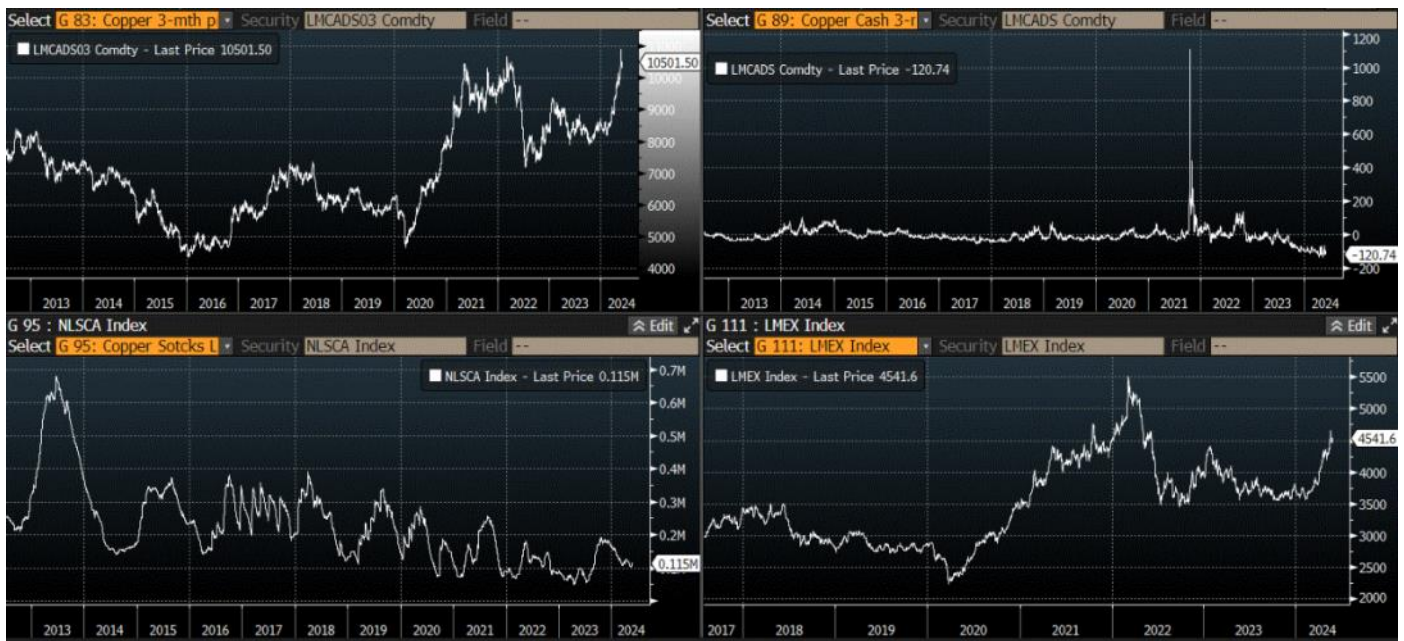 Select G 83: Copper 3-mth p Security LMCADS03 Comdty Field --
LMCADS03 Comdty - Last Price 10501.50
10501.50
10000
9000
8000
7000
6000
5000
4000
2013 2014 2015 2016 2017 2018 2019 2020 2021 2022 2023 2024
Select G 89: Copper Cash 3-r Security LMCADS Comdty Field --
LMCADS Comdty - Last Price -120.74
1200
1000
800
600
400
200
0
-120.74
-200
2013 2014 2015 2016 2017 2018 2019 2020 2021 2022 2023 2024
G 95 : NLSCA Index Edit
Select G 95: Copper Sotcks L Security NLSCA Index Field --
NLSCA Index - Last Price 0.115M
0.7M
0.6M
0.5M
0.4M
0.3M
0.2M
0.115M
2013 2014 2015 2016 2017 2018 2019 2020 2021 2022 2023 2024
G 111 : LMEX Index Edit
Select G 111: LMEX Index Security LMEX Index Field --
LMEX Index - Last Price 4541.6
5500
5000
4541.6
4000
3500
3000
2500
2000
2017 2018 2019 2020 2021 2022 2023 2024